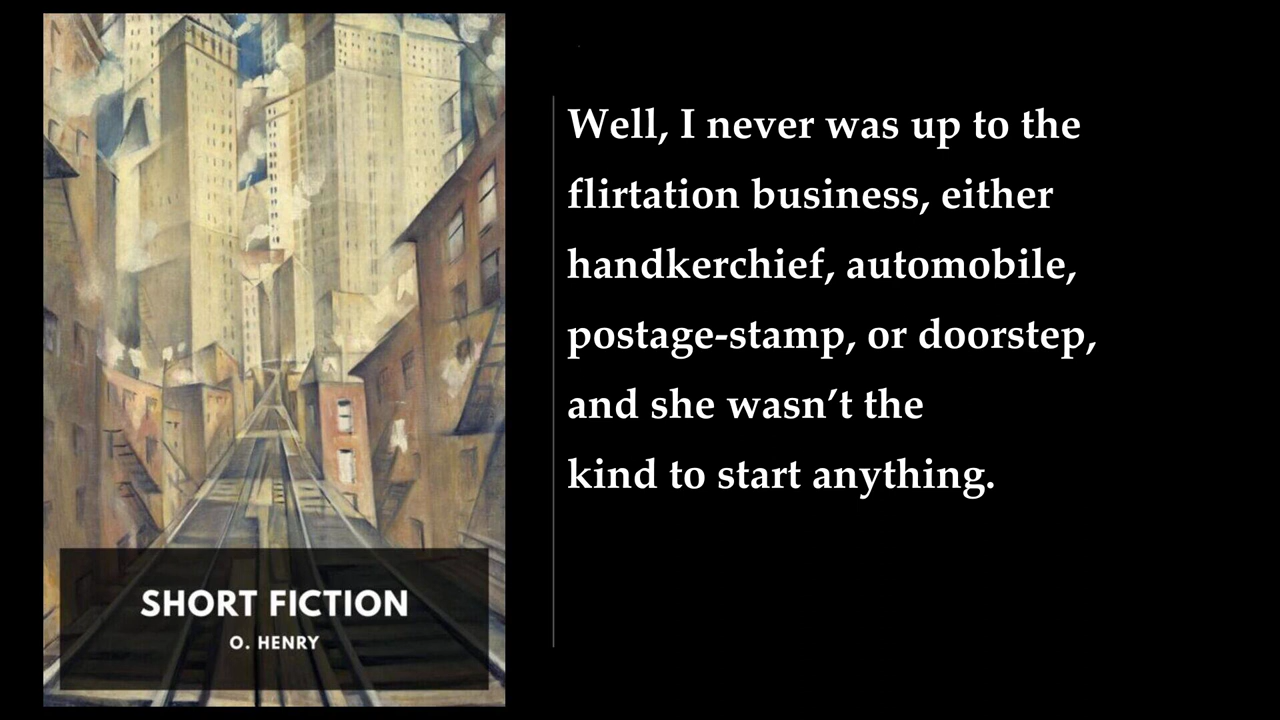 Well, I never was up to the
flirtation business, either
handkerchief, automobile,
postage-stamp, or doorstep,
and she wasn’t the
kind to start anything.
SHORT FICTION
O. HENRY